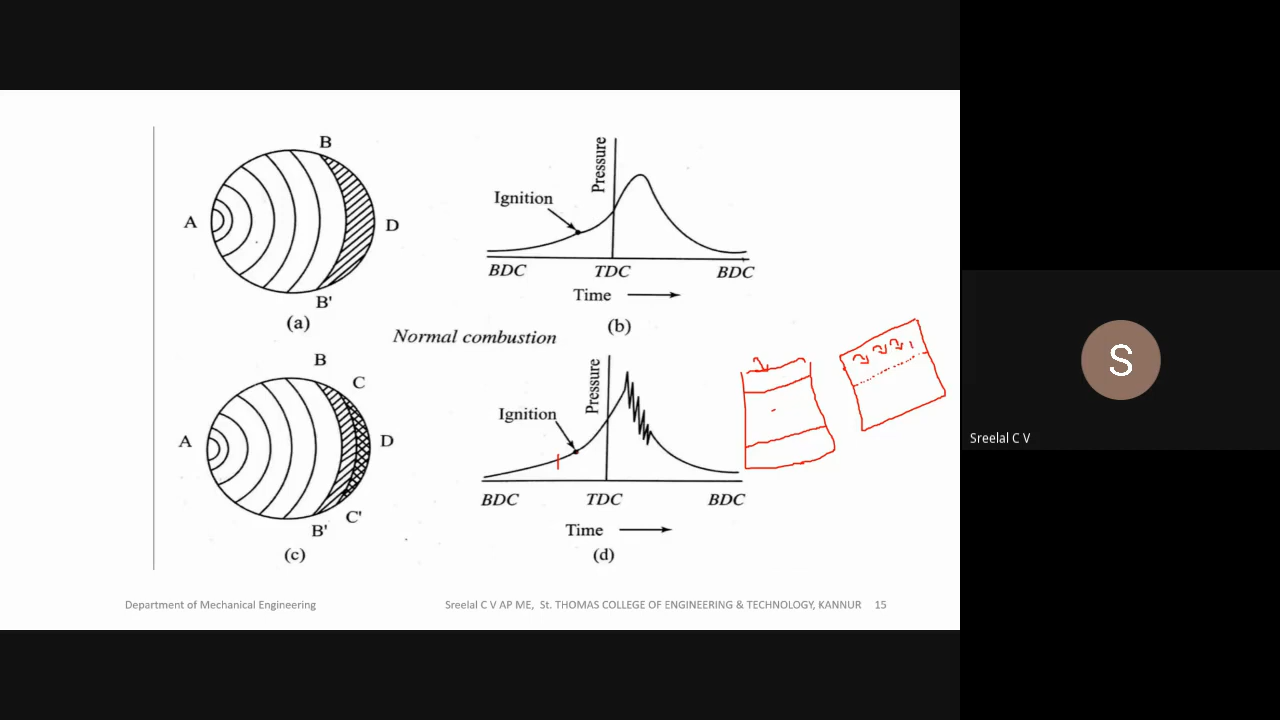 B
A
D
B'
(a)
Pressure
Ignition
BDC
TDC
BDC
Time
(b)
Normal combustion
B
C
A
D
B'
C'
(c)
Pressure
Ignition
BDC
TDC
BDC
Time
(d)
Department of Mechanical Engineering
Sreelal C V AP ME, St. THOMAS COLLEGE OF ENGINEERING & TECHNOLOGY, KANNUR
15
S
Sreelal C V